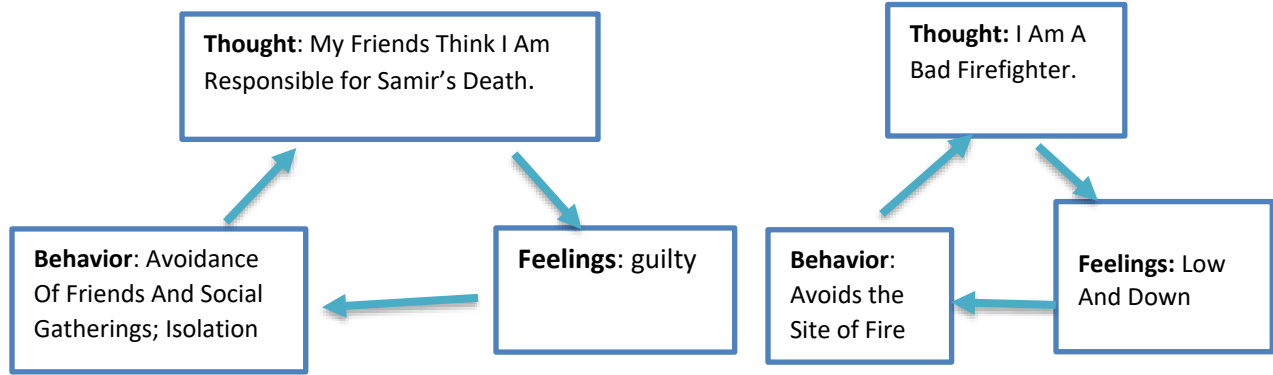 Thought: My Friends Think I Am
Responsible for Samir’s Death.
Feelings: guilty
Behavior: Avoidance
Of Friends And Social
Gatherings; Isolation
Thought: I Am A
Bad Firefighter.
Feelings: Low
And Down
Behavior:
Avoids the
Site of Fire